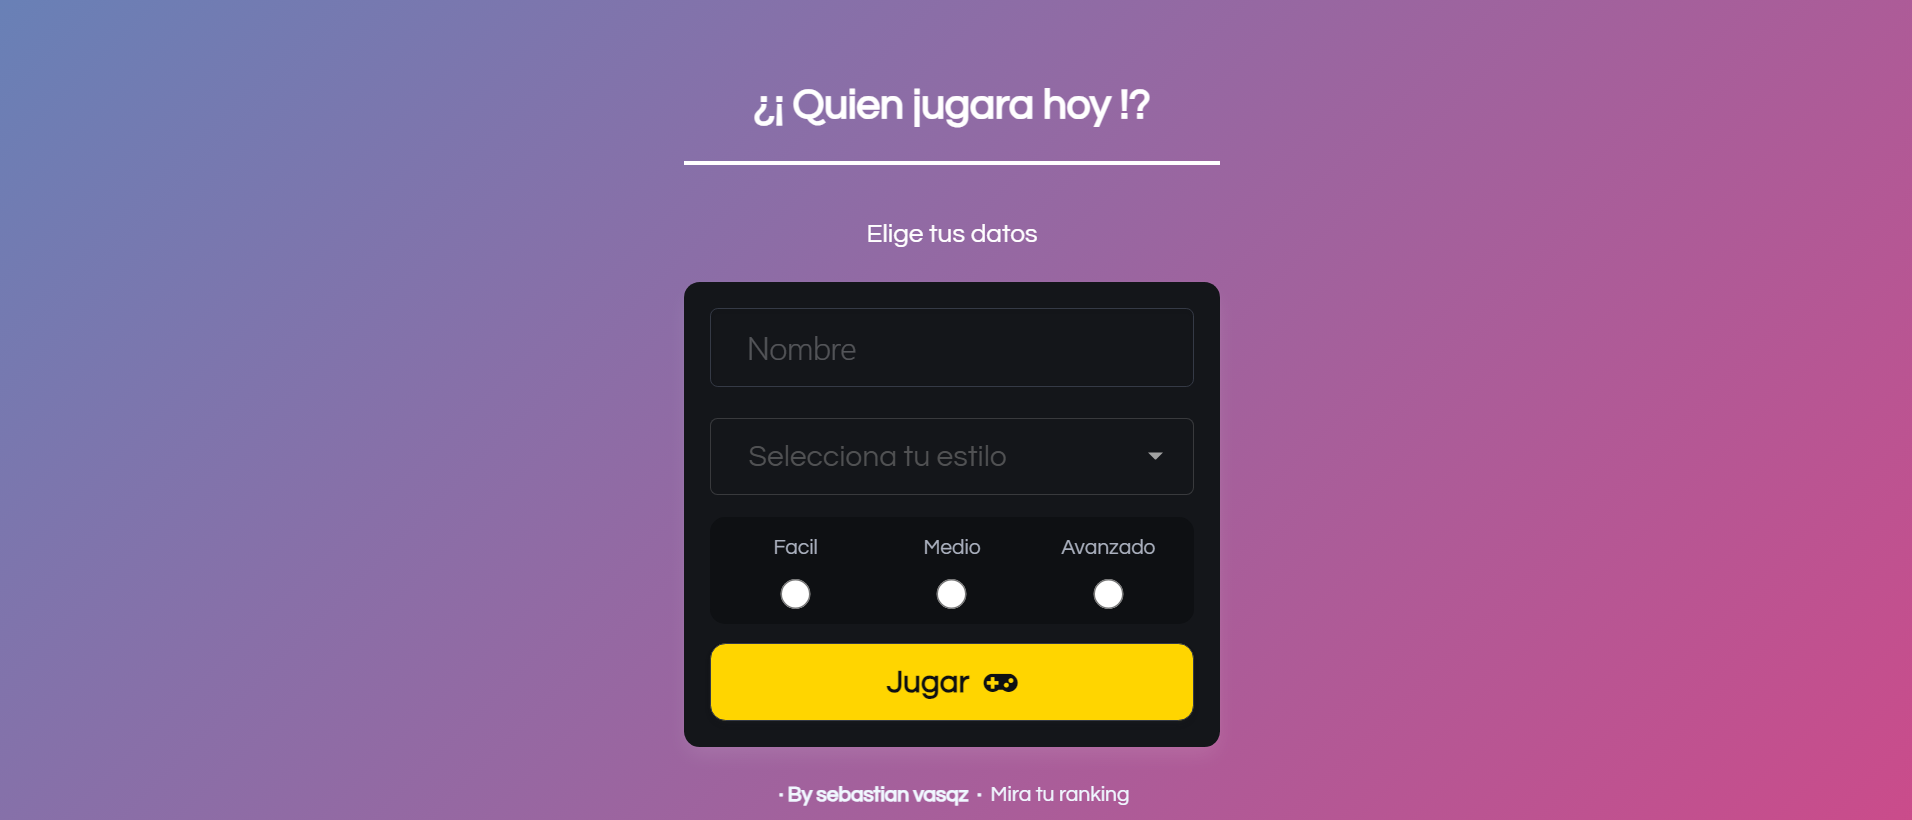 ¿¡ Quien jugara hoy !?
Elige tus datos
Nombre
Selecciona tu estilo
Facil Medio Avanzado
Jugar
· By sebastian vasqz · Mira tu ranking